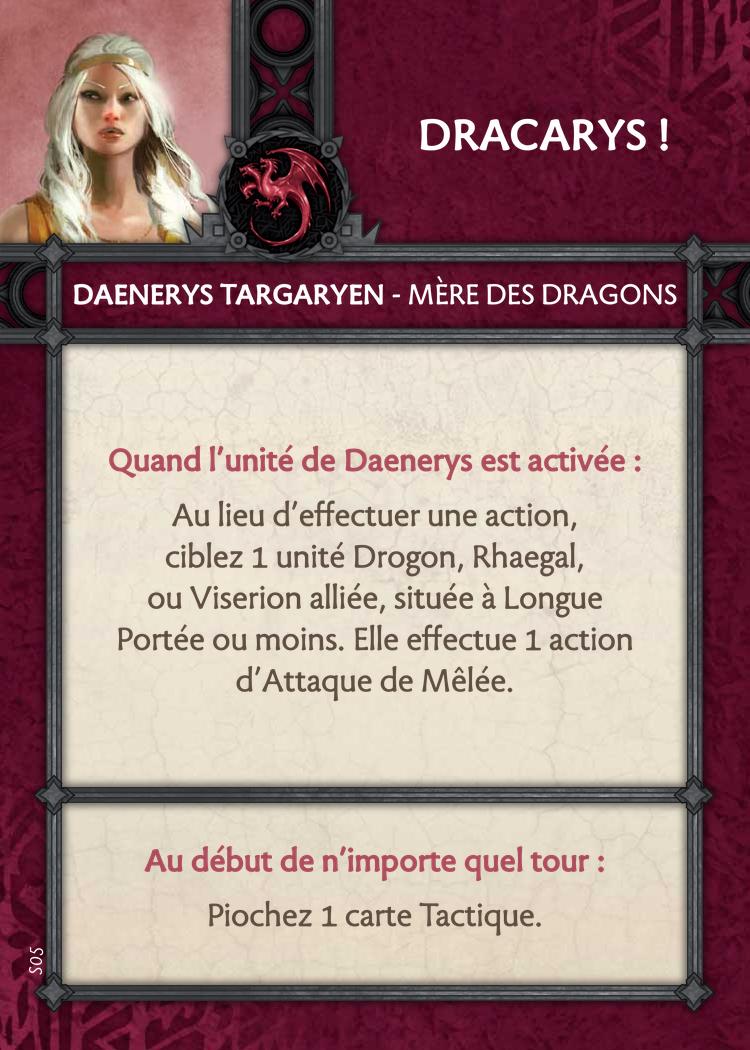 DRACARYS !
DAENERYS TARGARYEN - MÈRE DES DRAGONS
Quand l'unité de Daenerys est activée :
Au lieu d'effectuer une action,
ciblez 1 unité Drogon, Rhaegal,
ou Viserion alliée, située à Longue
Portée ou moins. Elle effectue 1 action
d'Attaque de Mêlée.
Au début de n'importe quel tour :
Piochez 1 carte Tactique.
S05